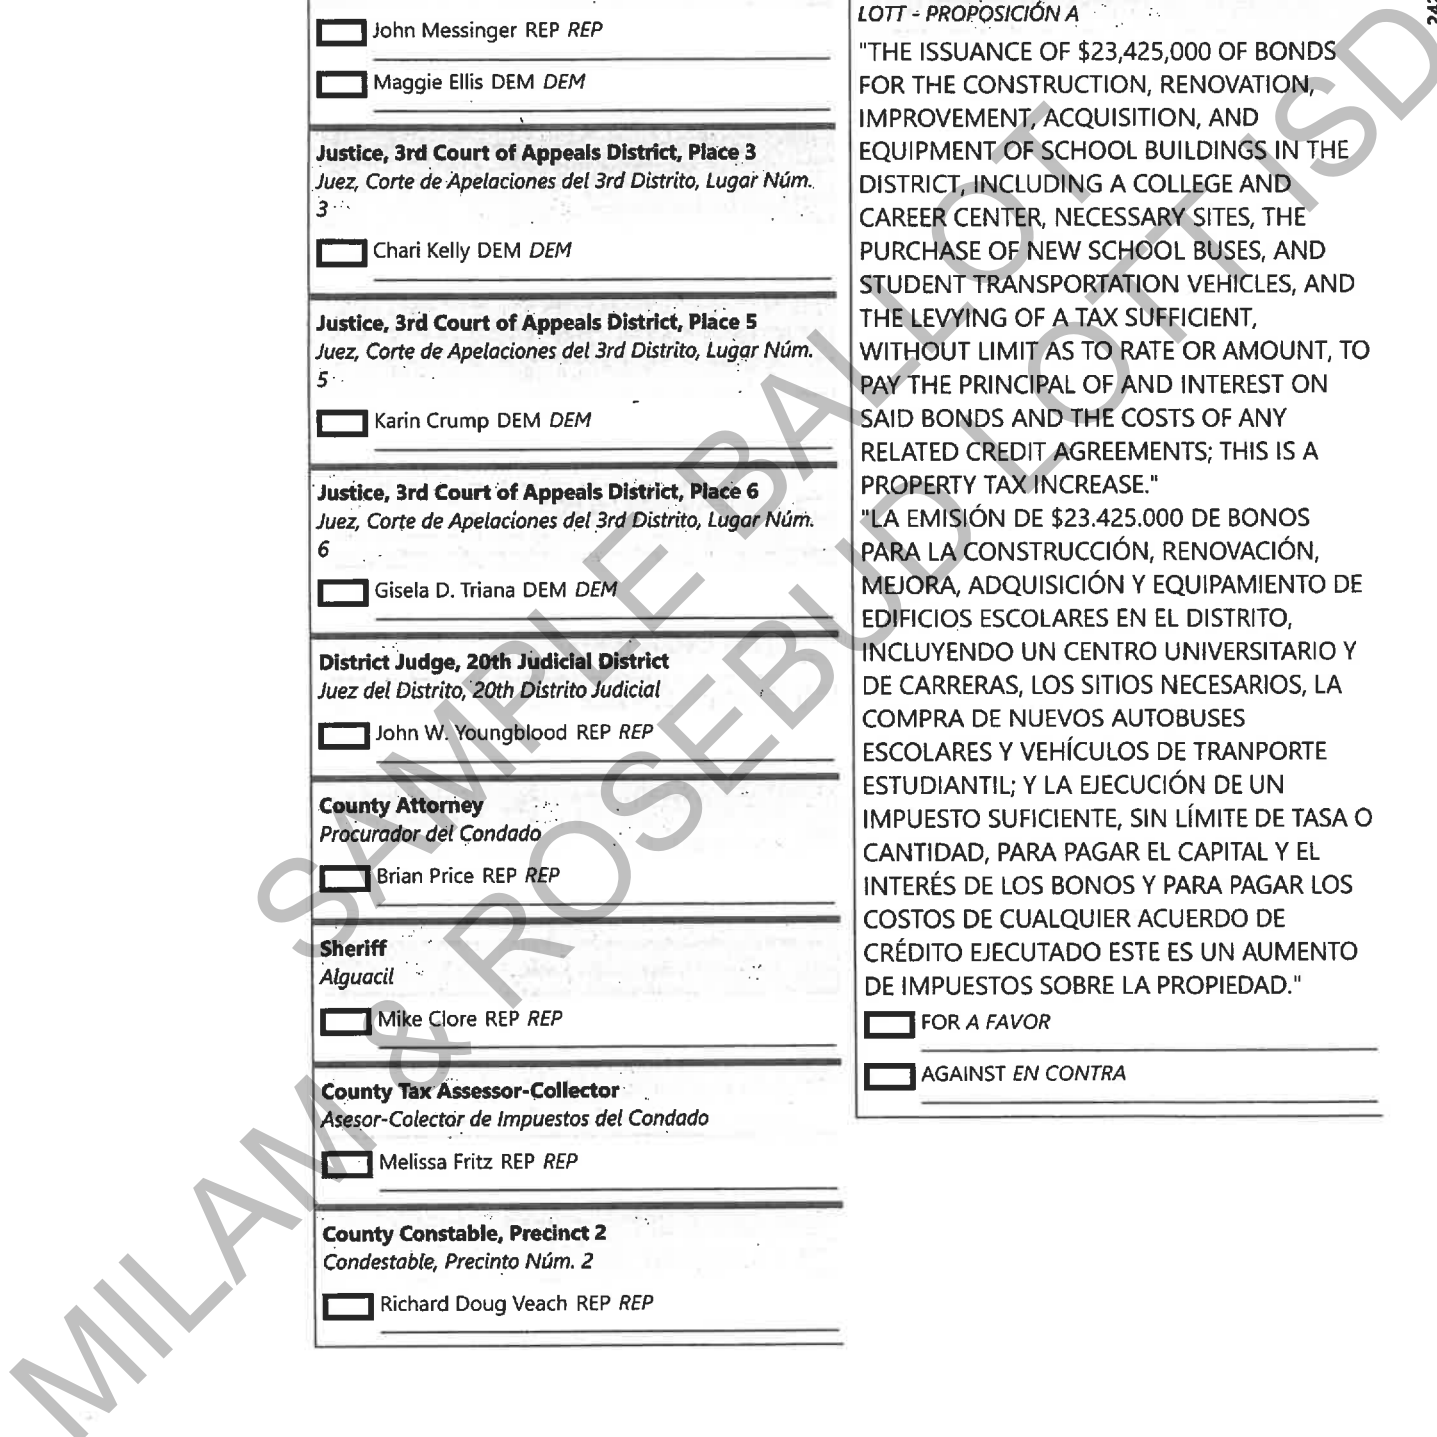 John Messinger REP REP
Maggie Ellis DEM DEM
Justice, 3rd Court of Appeals District, Place 3
Juez, Corte de Apelaciones del 3rd Distrito, Lugar Núm.
3
Chari Kelly DEM DEM
Justice, 3rd Court of Appeals District, Place 5
Juez, Corte de Apelaciones del 3rd Distrito, Lugar Núm.
5
Karin Crump DEM DEM
Justice, 3rd Court of Appeals District, Place 6
Juez, Corte de Apelaciones del 3rd Distrito, Lugar Núm.
6
Gisela D. Triana DEM DEM
District Judge, 20th Judicial District
Juez del Distrito, 20th Distrito Judicial
John W. Youngblood REP REP
County Attorney
Procurador del Condado
Brian Price REP REP
Sheriff
Alguacil
Mike Clore REP REP
County Tax Assessor-Collector
Asesor-Colector de Impuestos del Condado
Melissa Fritz REP REP
County Constable, Precinct 2
Condestable, Precinto Núm. 2
Richard Doug Veach REP REP
LOTT - PROPOSICIÓN A
"THE ISSUANCE OF $23,425,000 OF BONDS
FOR THE CONSTRUCTION, RENOVATION,
IMPROVEMENT, ACQUISITION, AND
EQUIPMENT OF SCHOOL BUILDINGS IN THE
DISTRICT, INCLUDING A COLLEGE AND
CAREER CENTER, NECESSARY SITES, THE
PURCHASE OF NEW SCHOOL BUSES, AND
STUDENT TRANSPORTATION VEHICLES, AND
THE LEVYING OF A TAX SUFFICIENT,
WITHOUT LIMIT AS TO RATE OR AMOUNT, TO
PAY THE PRINCIPAL OF AND INTEREST ON
SAID BONDS AND THE COSTS OF ANY
RELATED CREDIT AGREEMENTS; THIS IS A
PROPERTY TAX INCREASE."
"LA EMISIÓN DE $23.425.000 DE BONOS
PARA LA CONSTRUCCIÓN, RENOVACIÓN,
MEJORA, ADQUISICIÓN Y EQUIPAMIENTO DE
EDIFICIOS ESCOLARES EN EL DISTRITO,
INCLUYENDO UN CENTRO UNIVERSITARIO Y
DE CARRERAS, LOS SITIOS NECESARIOS, LA
COMPRA DE NUEVOS AUTOBUSES
ESCOLARES Y VEHÍCULOS DE TRANPORTE
ESTUDIANTIL; Y LA EJECUCIÓN DE UN
IMPUESTO SUFICIENTE, SIN LÍMITE DE TASA O
CANTIDAD, PARA PAGAR EL CAPITAL Y EL
INTERÉS DE LOS BONOS Y PARA PAGAR LOS
COSTOS DE CUALQUIER ACUERDO DE
CRÉDITO EJECUTADO ESTE ES UN AUMENTO
DE IMPUESTOS SOBRE LA PROPIEDAD."
FOR A FAVOR
AGAINST EN CONTRA
SAMPLE BALLOT
MILAM & ROSEBUD LOTT ISD